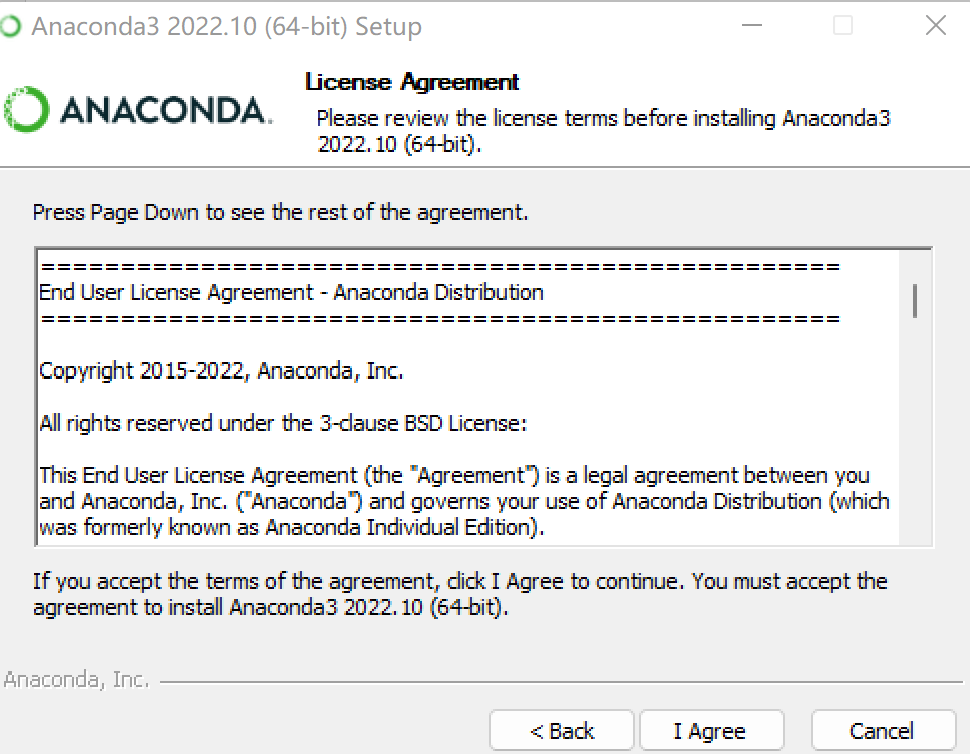 Anaconda3 2022.10 (64-bit) Setup
ANACONDA.
License Agreement
Please review the license terms before installing Anaconda3
2022.10 (64-bit).
Press Page Down to see the rest of the agreement.
==================================================
End User License Agreement - Anaconda Distribution
==================================================
Copyright 2015-2022, Anaconda, Inc.
All rights reserved under the 3-clause BSD License:
This End User License Agreement (the "Agreement") is a legal agreement between you
and Anaconda, Inc. ("Anaconda") and governs your use of Anaconda Distribution (which
was formerly known as Anaconda Individual Edition).
If you accept the terms of the agreement, click I Agree to continue. You must accept the
agreement to install Anaconda3 2022.10 (64-bit).
Anaconda, Inc.
< Back
I Agree
Cancel